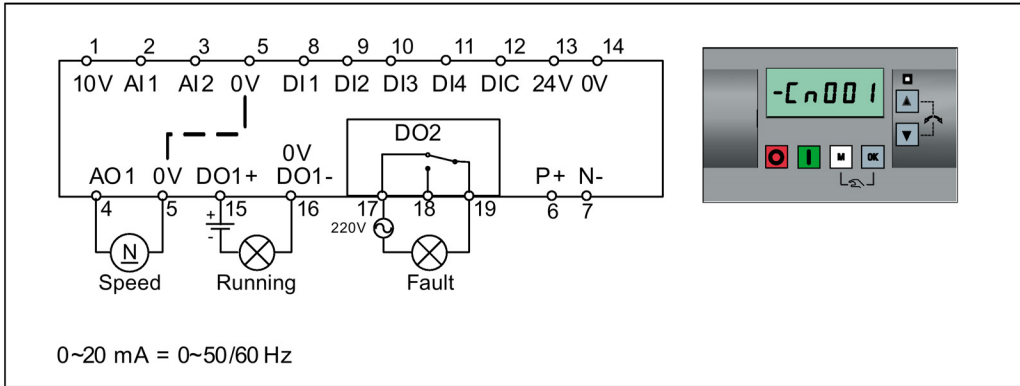 1 2 3 5 8 9 10 11 12 13 14
10V AI1 AI2 0V DI1 DI2 DI3 DI4 DIC 24V 0V
-Cn001
DO2
0V
AO1 0V DO1+ DO1- P+ N-
4 5 15 16 17 18 19 6 7
M OK
+
-
220V
N
Speed Running Fault
0~20 mA = 0~50/60 Hz